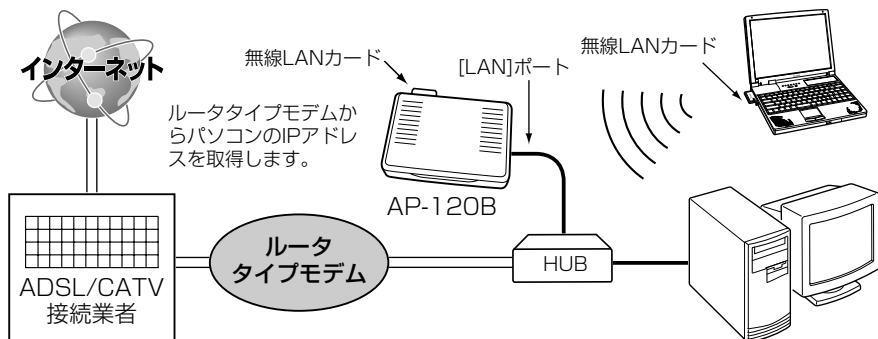 インターネット
無線LANカード
[LAN]ポート
無線LANカード
ルータタイプモデムか
らパソコンのIPアドレ
スを取得します。
AP-120B
ルータ
タイプモデム
HUB
ADSL/CATV
接続業者